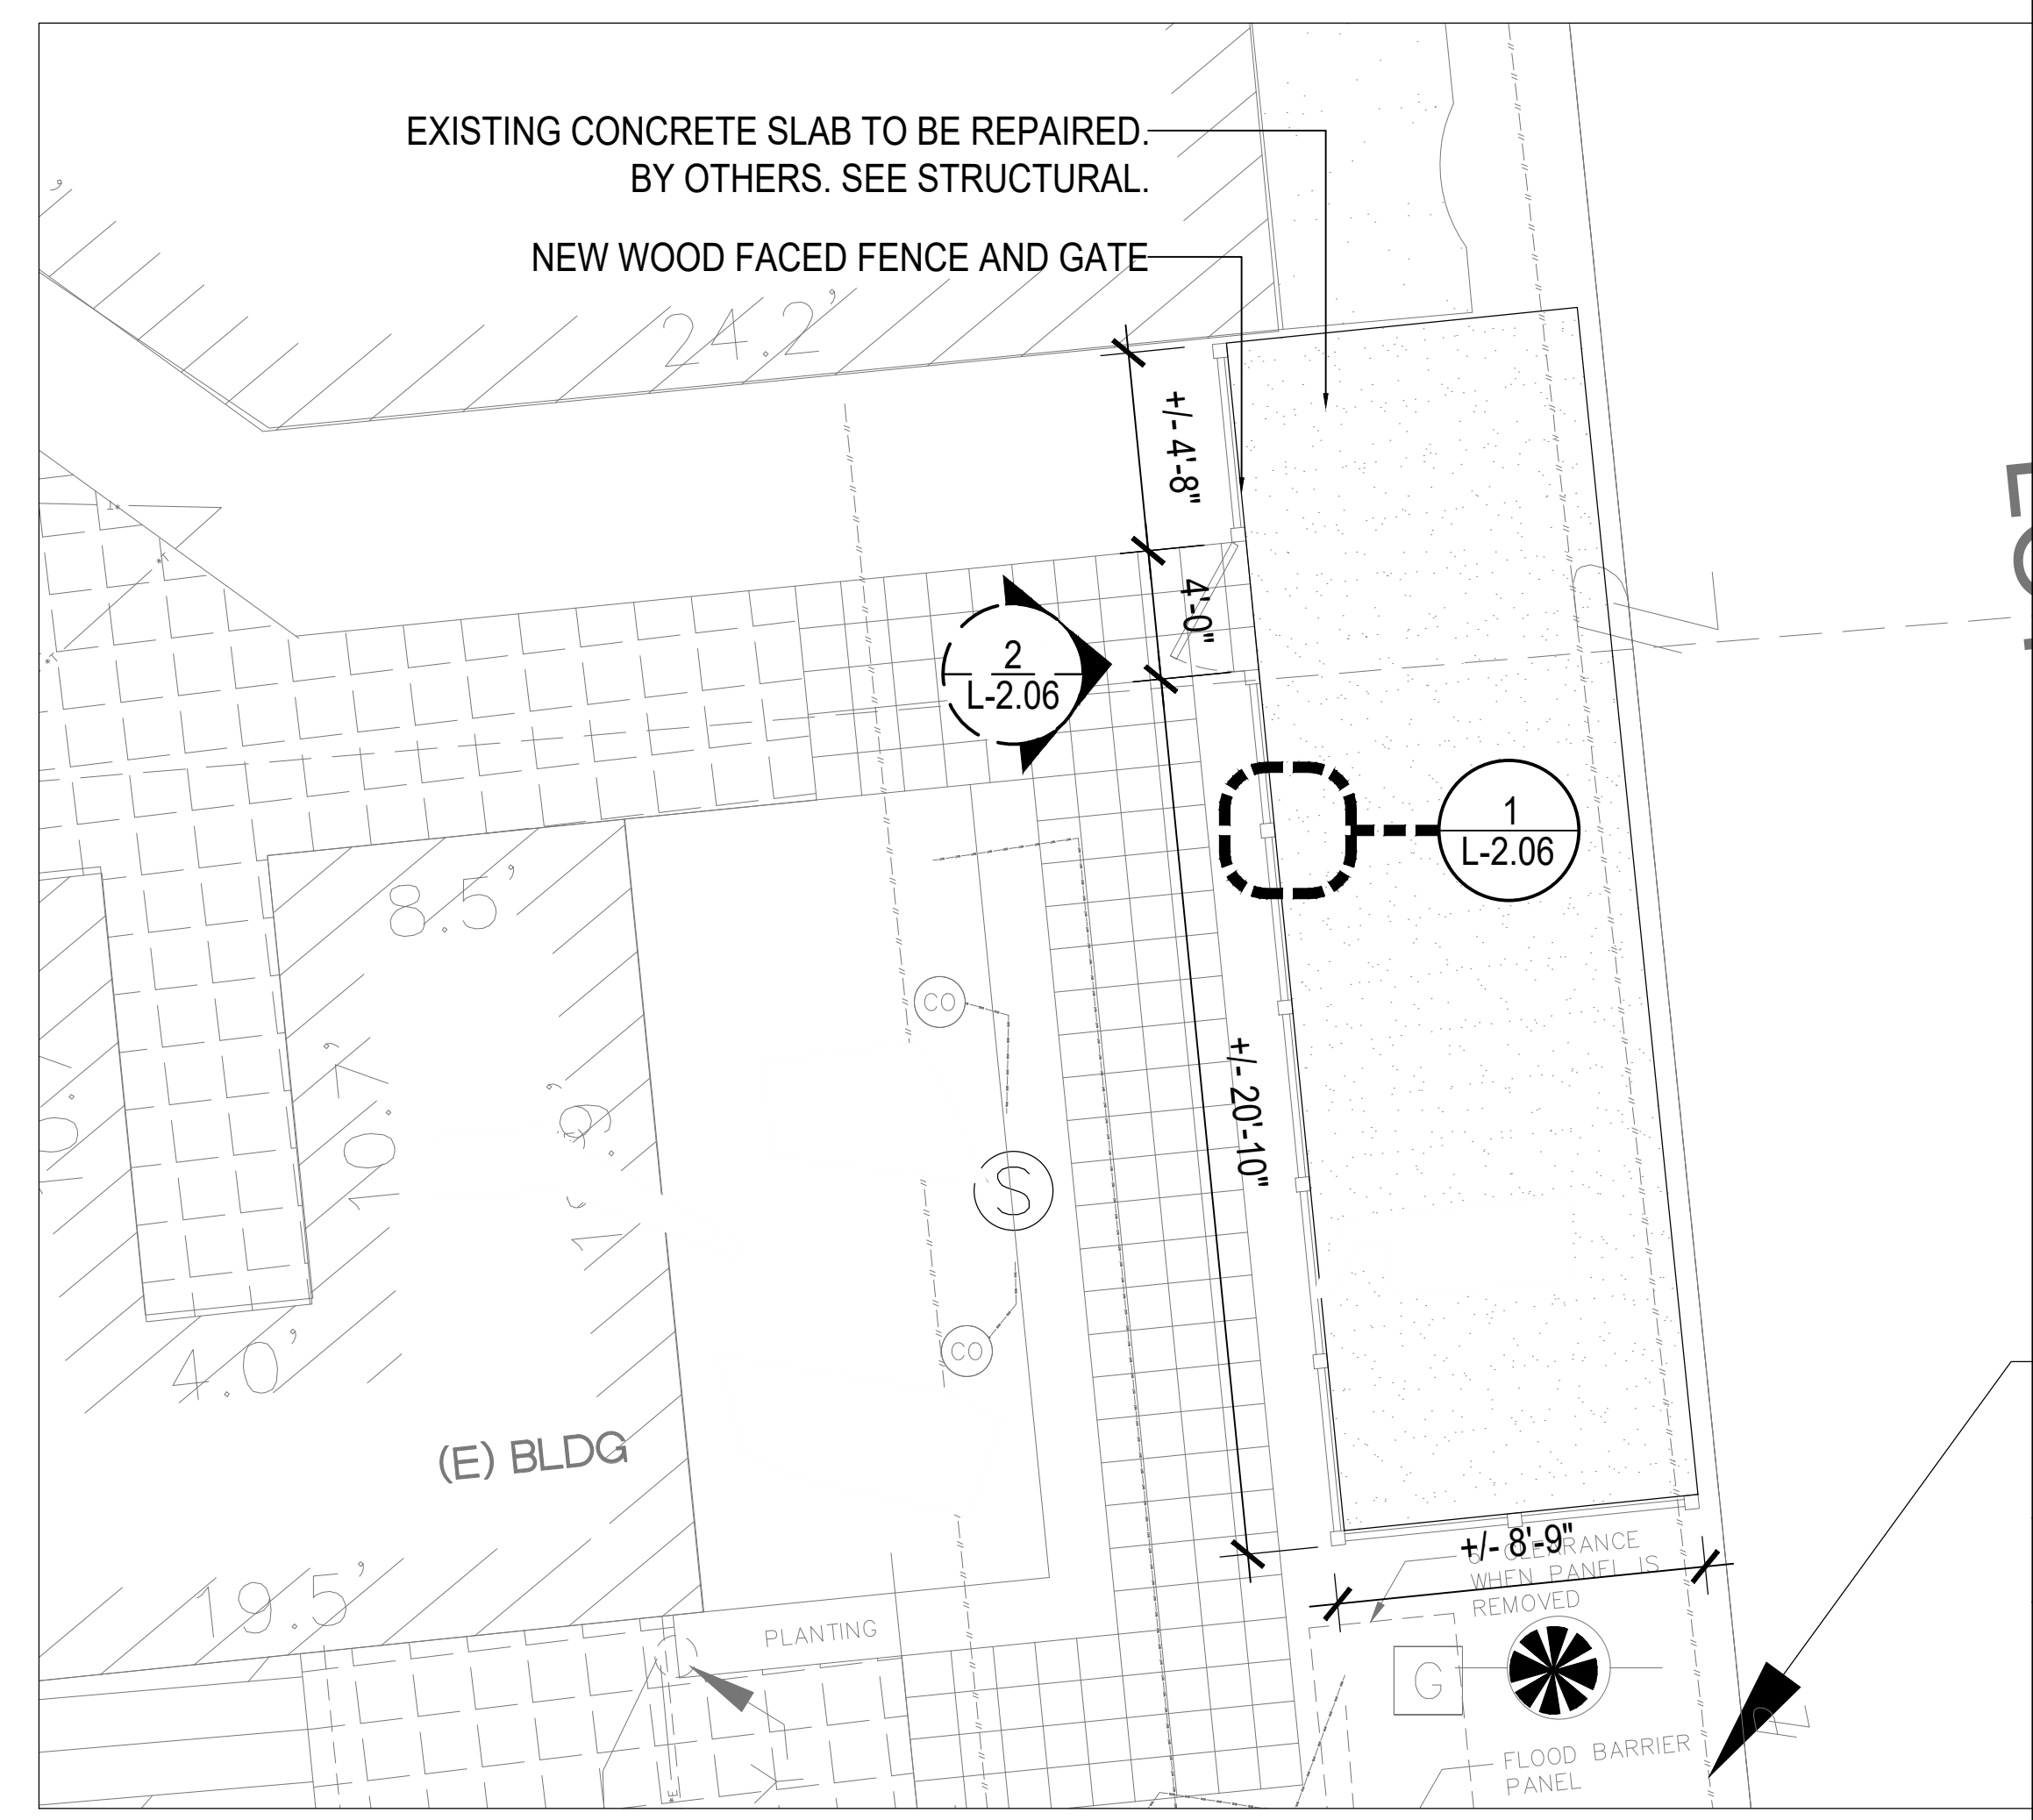 EXISTING CONCRETE SLAB TO BE REPAIRED.
BY OTHERS. SEE STRUCTURAL.
NEW WOOD FACED FENCE AND GATE
24.2'
+/- 4'-8"
4'-0"
2
L-2.06
1
L-2.06
8.5'
CO
+/- 20'-10"
S
CO
4.0'
(E) BLDG
19.5'
PLANTING
+/- 8'-9"
CLEARANCE
WHEN PANEL IS
REMOVED
G
FLOOD BARRIER
PANEL